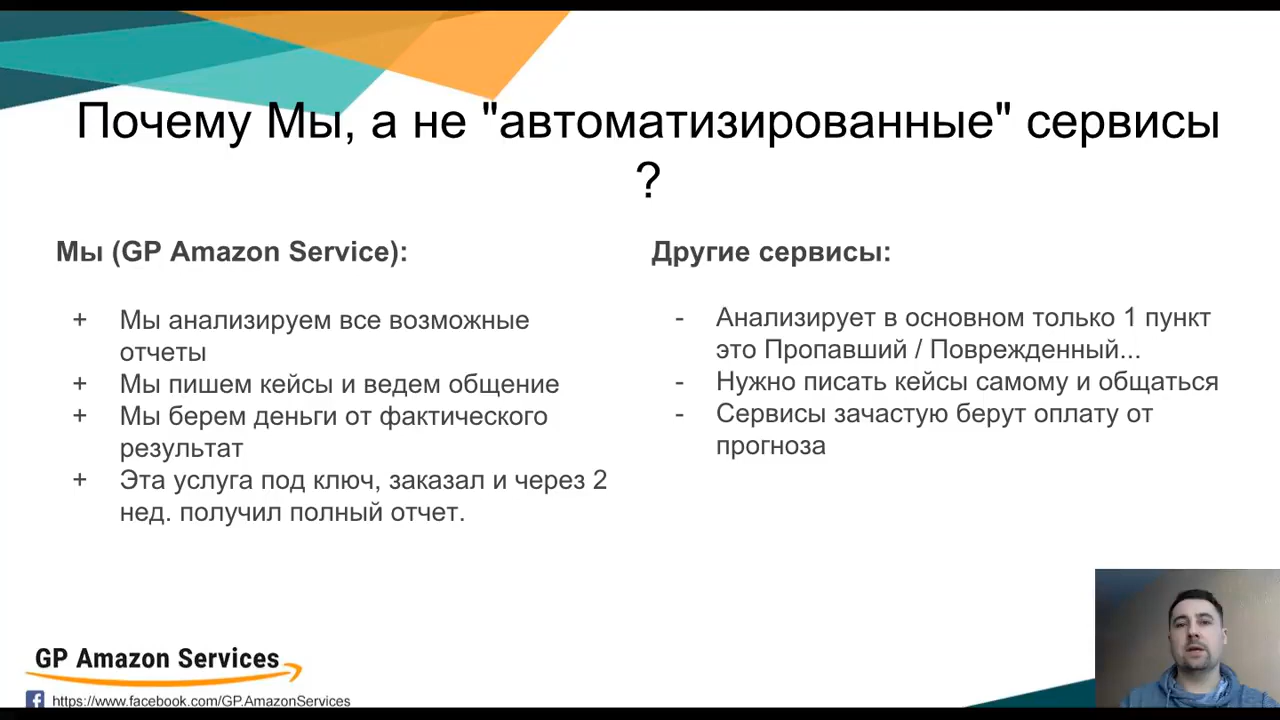 Почему Мы, а не "автоматизированные" сервисы
?
Мы (GP Amazon Service):
+ Мы анализируем все возможные
отчеты
+ Мы пишем кейсы и ведем общение
+ Мы берем деньги от фактического
результат
+ Эта услуга под ключ, заказал и через 2
нед. получил полный отчет.
Другие сервисы:
- Анализирует в основном только 1 пункт
это Пропавший / Поврежденный...
- Нужно писать кейсы самому и общаться
- Сервисы зачастую берут оплату от
прогноза
GP Amazon Services
https://www.facebook.com/GP.AmazonServices